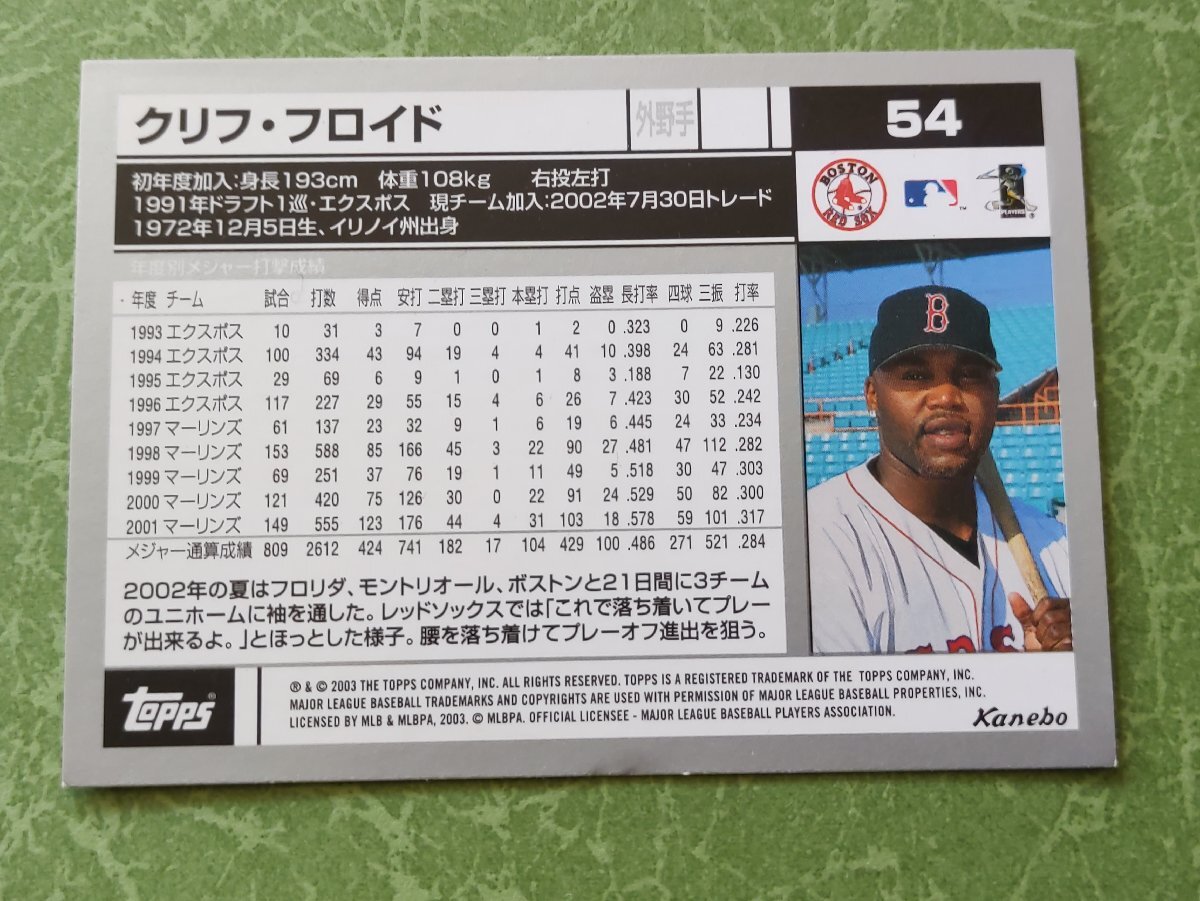 クリフ・フロイド 外野手 54
初年度加入:身長193cm 体重108kg 右投左打
1991年ドラフト1巡・エクスポス 現チーム加入:2002年7月30日トレード
1972年12月5日生、イリノイ州出身
BOSTON
RED SOX
PLAYERS
年度別メジャー打撃成績
年度 チーム 試合 打数 得点 安打 二塁打 三塁打 本塁打 打点 盗塁 長打率 四球 三振 打率
1993 エクスポス 10 31 3 7 0 0 1 2 0 .323 0 9 .226
1994 エクスポス 100 334 43 94 19 4 4 41 10 .398 24 63 .281
1995 エクスポス 29 69 6 9 1 0 1 8 3 .188 7 22 .130
1996 エクスポス 117 227 29 55 15 4 6 26 7 .423 30 52 .242
1997 マーリンズ 61 137 23 32 9 1 6 19 6 .445 24 33 .234
1998 マーリンズ 153 588 85 166 45 3 22 90 27 .481 47 112 .282
1999 マーリンズ 69 251 37 76 19 1 11 49 5 .518 30 47 .303
2000 マーリンズ 121 420 75 126 30 0 22 91 24 .529 50 82 .300
2001 マーリンズ 149 555 123 176 44 4 31 103 18 .578 59 101 .317
メジャー通算成績 809 2612 424 741 182 17 104 429 100 .486 271 521 .284
B
2002年の夏はフロリダ、モントリオール、ボストンと21日間に3チーム
のユニホームに袖を通した。レッドソックスでは「これで落ち着いてプレー
が出来るよ。」とほっとした様子。腰を落ち着けてプレーオフ進出を狙う。
Topps®
® & © 2003 THE TOPPS COMPANY, INC. ALL RIGHTS RESERVED. TOPPS IS A REGISTERED TRADEMARK OF THE TOPPS COMPANY, INC.
MAJOR LEAGUE BASEBALL TRADEMARKS AND COPYRIGHTS ARE USED WITH PERMISSION OF MAJOR LEAGUE BASEBALL PROPERTIES, INC.
LICENSED BY MLB & MLBPA, 2003. © MLBPA. OFFICIAL LICENSEE - MAJOR LEAGUE BASEBALL PLAYERS ASSOCIATION.
Kanebo